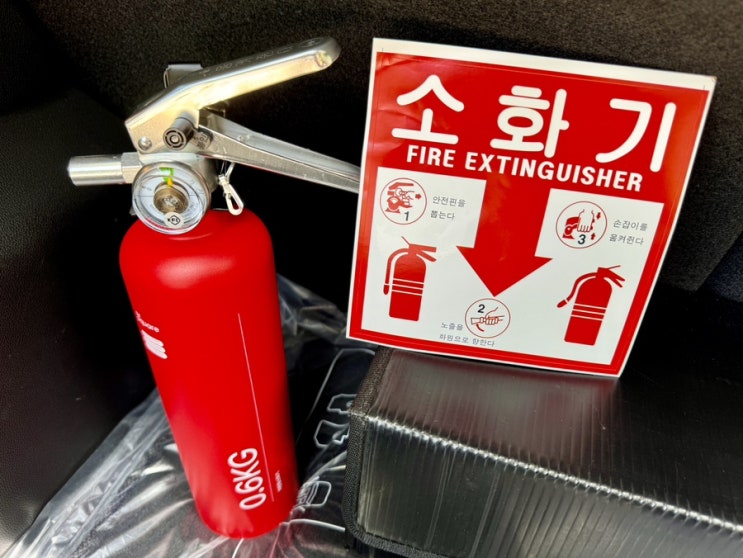 소화기
FIRE EXTINGUISHER
1
안전핀을
뽑는다
3
손잡이를
움켜쥔다
2
노즐을
화원으로 향한다
0.6KG